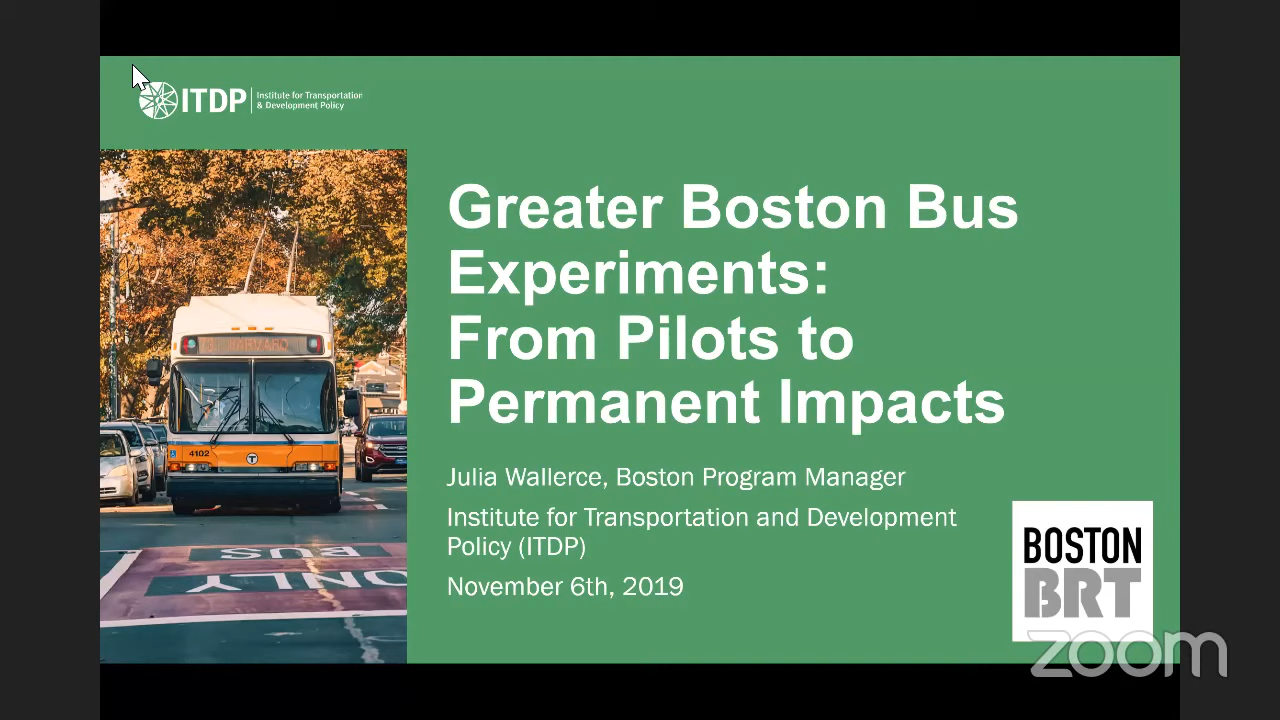 ITDP
Institute for Transportation
& Development Policy
Greater Boston Bus
Experiments:
From Pilots to
Permanent Impacts
Julia Wallerce, Boston Program Manager
Institute for Transportation and Development
Policy (ITDP)
November 6th, 2019
HARVARD
4102
T
BUS
ONLY
BOSTON
BRT
zoom